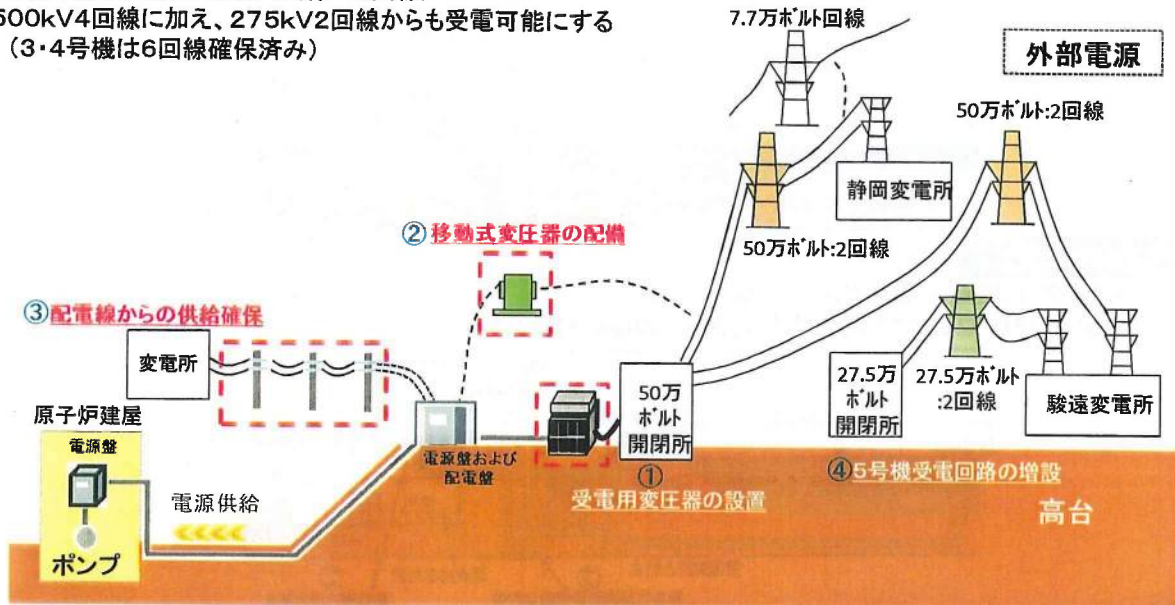 500kV4回線に加え、275kV2回線からも受電可能にする
（3・4号機は6回線確保済み）
7.7万ボルト回線
外部電源
50万ボルト:2回線
静岡変電所
50万ボルト:2回線
②移動式変圧器の配備
③配電線からの供給確保
変電所
27.5万
ボルト
開閉所
27.5万ボルト
:2回線
駿遠変電所
50万
ボルト
開閉所
原子炉建屋
電源盤
電源盤および
配電盤
電源供給
ポンプ
①
受電用変圧器の設置
④5号機受電回路の増設
高台